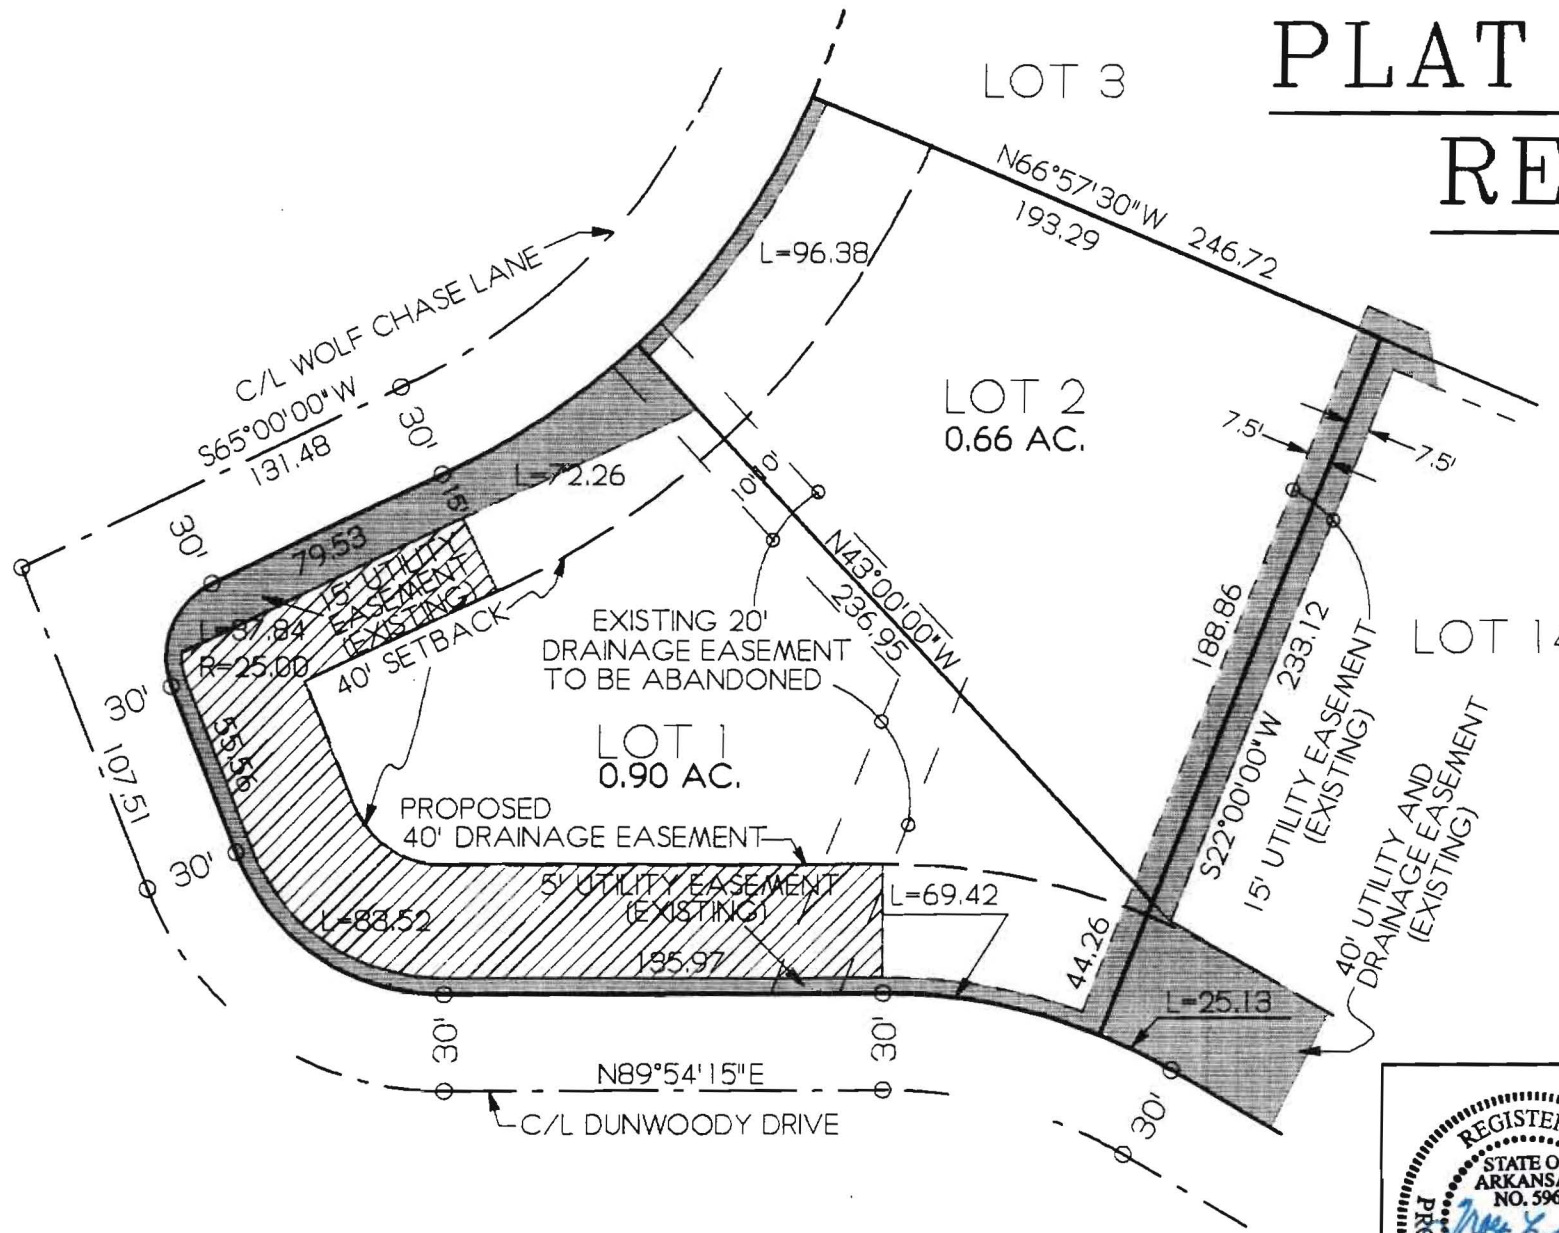 PLAT
RE
LOT 3
N66°57'30"W 246.72
193.29
L=96.38
C/L WOLF CHASE LANE
S65°00'00"W
131.48
30'
15'
L=72.26
LOT 2
0.66 AC.
7.5'
7.5'
30'
79.53
15' UTILITY
EASEMENT
(EXISTING)
L=37.84
R=25.00
40' SETBACK
10'
N43°00'00"W
236.95
EXISTING 20'
DRAINAGE EASEMENT
TO BE ABANDONED
188.86
S22°00'00"W 233.12
15' UTILITY EASEMENT
(EXISTING)
LOT 14
40' UTILITY AND
DRAINAGE EASEMENT
(EXISTING)
30'
55.56
107.51
30'
LOT 1
0.90 AC.
PROPOSED
40' DRAINAGE EASEMENT
5' UTILITY EASEMENT
(EXISTING)
L=69.42
L=83.52
135.97
44.26
L=25.13
30'
30'
30'
N89°54'15"E
C/L DUNWOODY DRIVE
STATE O
ARKANSA
NO. 596